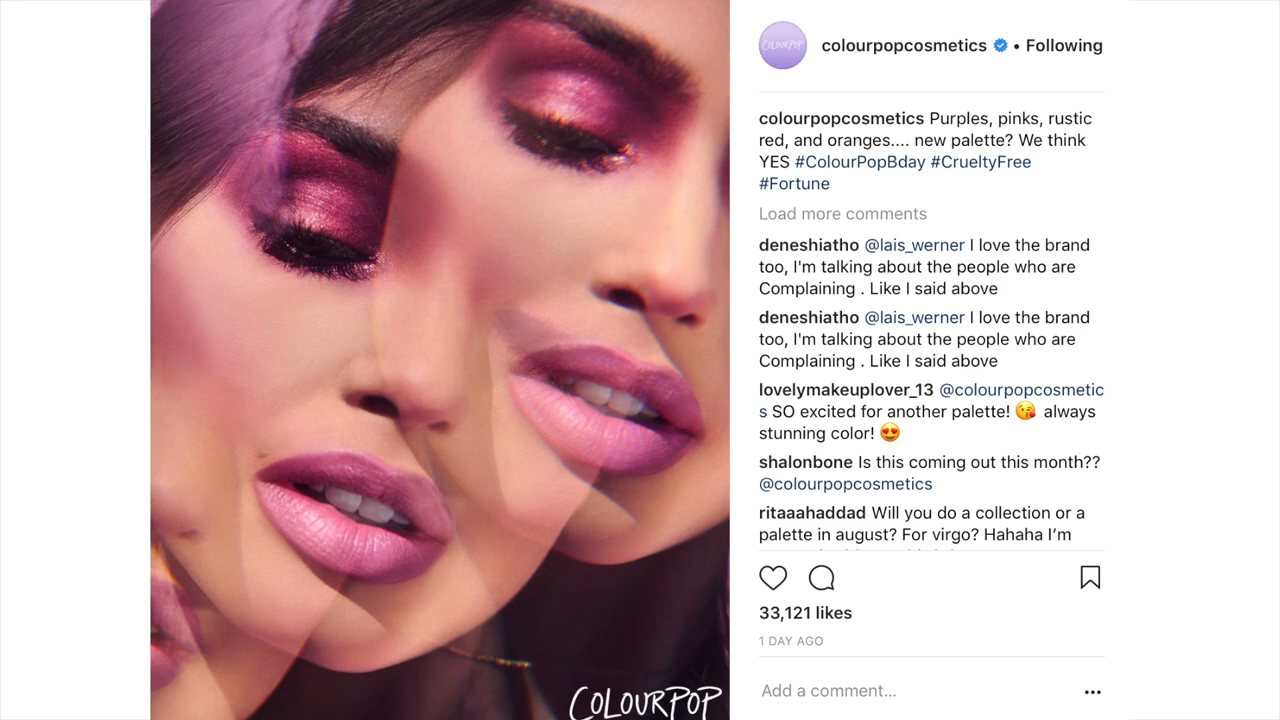 COLOURPOP
colourpopcosmetics • Following
colourpopcosmetics Purples, pinks, rustic
red, and oranges.... new palette? We think
YES #ColourPopBday #CrueltyFree
#Fortune
Load more comments
deneshiatho @lais_werner I love the brand
too, I'm talking about the people who are
Complaining . Like I said above
deneshiatho @lais_werner I love the brand
too, I'm talking about the people who are
Complaining . Like I said above
lovelymakeuplover_13 @colourpopcosmetic
s SO excited for another palette! 😘 always
stunning color! 😍
shalonbone Is this coming out this month??
@colourpopcosmetics
ritaaahaddad Will you do a collection or a
palette in august? For virgo? Hahaha I’m
33,121 likes
1 DAY AGO
Add a comment...
COLOURPOP